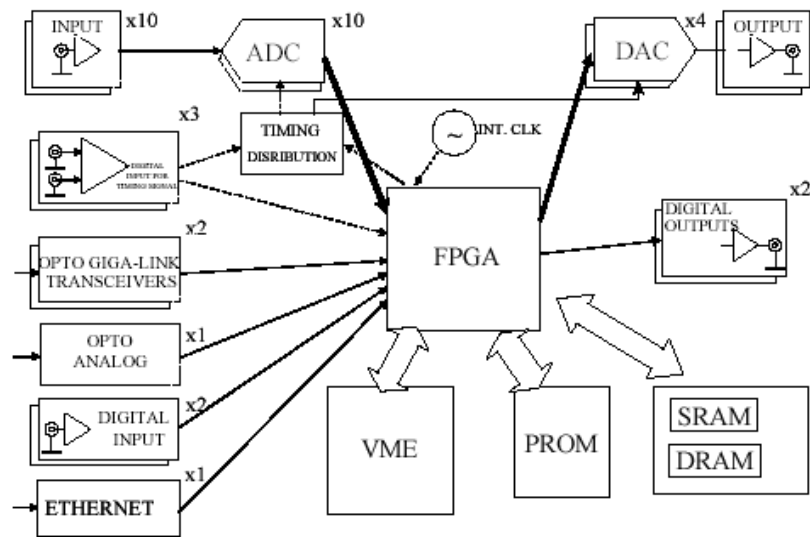 INPUT
x10
ADC
x10
DAC
x4
OUTPUT
x3
DIGITAL
INPUT FOR
TIMING SIGNAL
TIMING
DISRIBUTION
~
INT. CLK
x2
DIGITAL
OUTPUTS
x2
OPTO GIGA-LINK
TRANSCEIVERS
FPGA
x1
OPTO
ANALOG
x2
DIGITAL
INPUT
x1
ETHERNET
VME
PROM
SRAM
DRAM